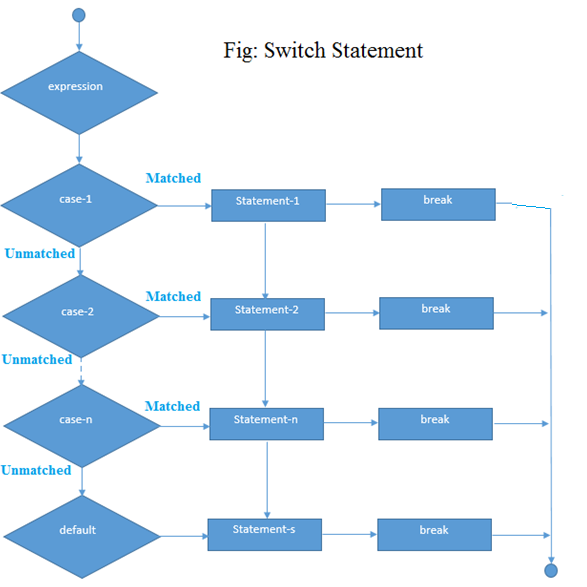 Fig: Switch Statement
expression
Matched
case-1
Statement-1
break
Unmatched
Matched
case-2
Statement-2
break
Unmatched
Matched
case-n
Statement-n
break
Unmatched
default
Statement-s
break